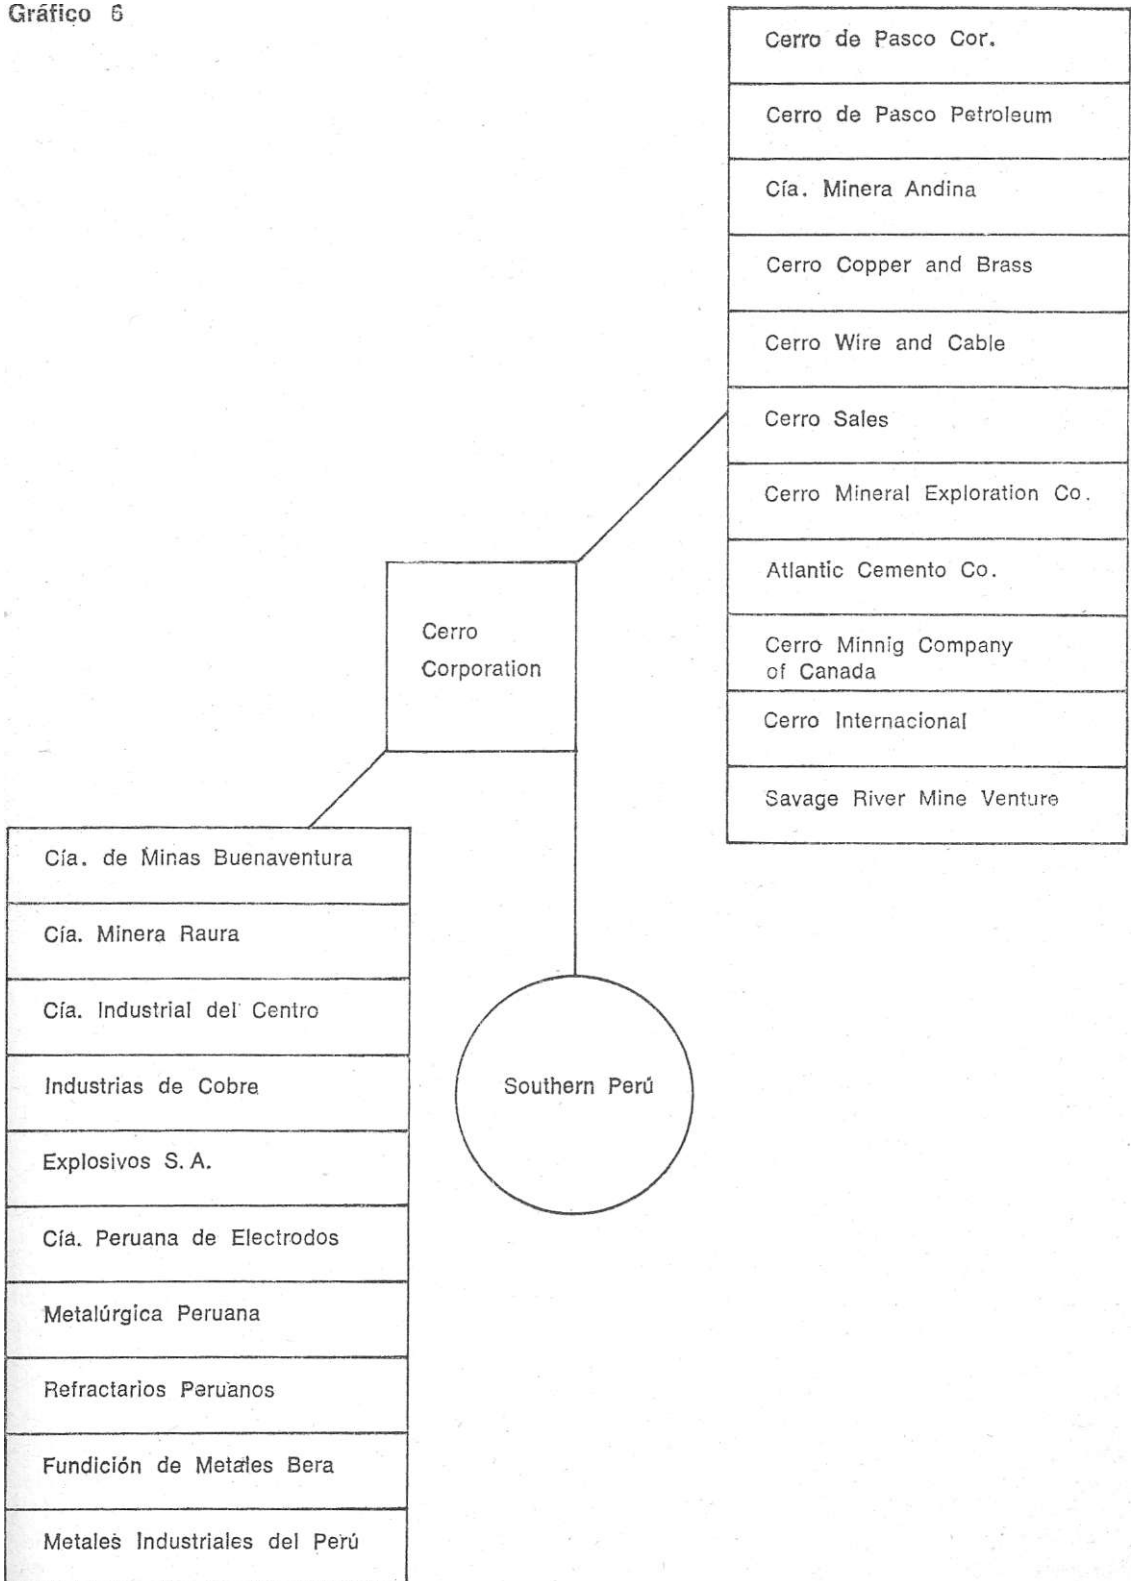 Gráfico 6
Cerro de Pasco Cor.
Cerro de Pasco Petroleum
Cía. Minera Andina
Cerro Copper and Brass
Cerro Wire and Cable
Cerro Sales
Cerro Mineral Exploration Co.
Atlantic Cemento Co.
Cerro Minnig Company
of Canada
Cerro Internacional
Savage River Mine Venture
Cerro
Corporation
Cía. de Minas Buenaventura
Cía. Minera Raura
Cía. Industrial del Centro
Industrias de Cobre
Explosivos S. A.
Cía. Peruana de Electrodos
Metalúrgica Peruana
Refractarios Peruanos
Fundición de Metales Bera
Metales Industriales del Perú
Southern Perú